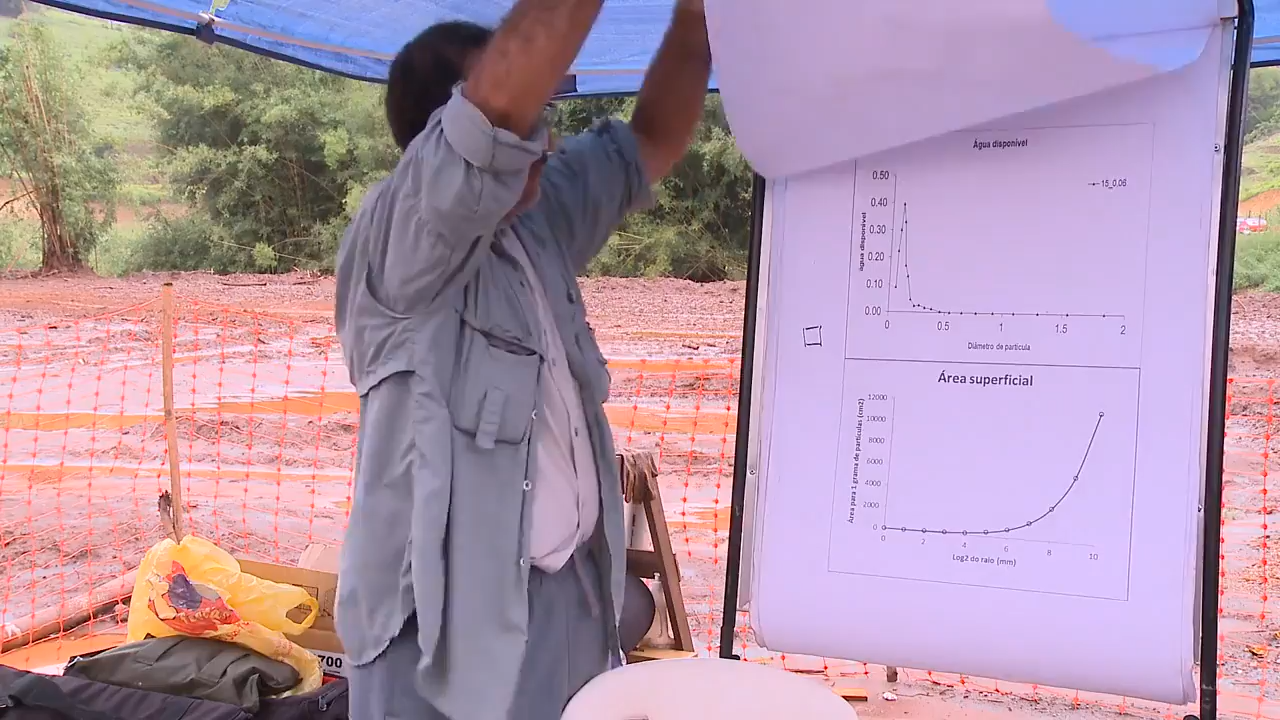 Água disponível
15_0.06
água disponível
0.50
0.40
0.30
0.20
0.10
0.00
0 0.5 1 1.5 2
Diâmetro de partícula
Área superficial
Área para 1 grama de partículas (cm2)
12000
10000
8000
6000
4000
2000
0
0 2 4 6 8 10
Log2 do raio (mm)
700